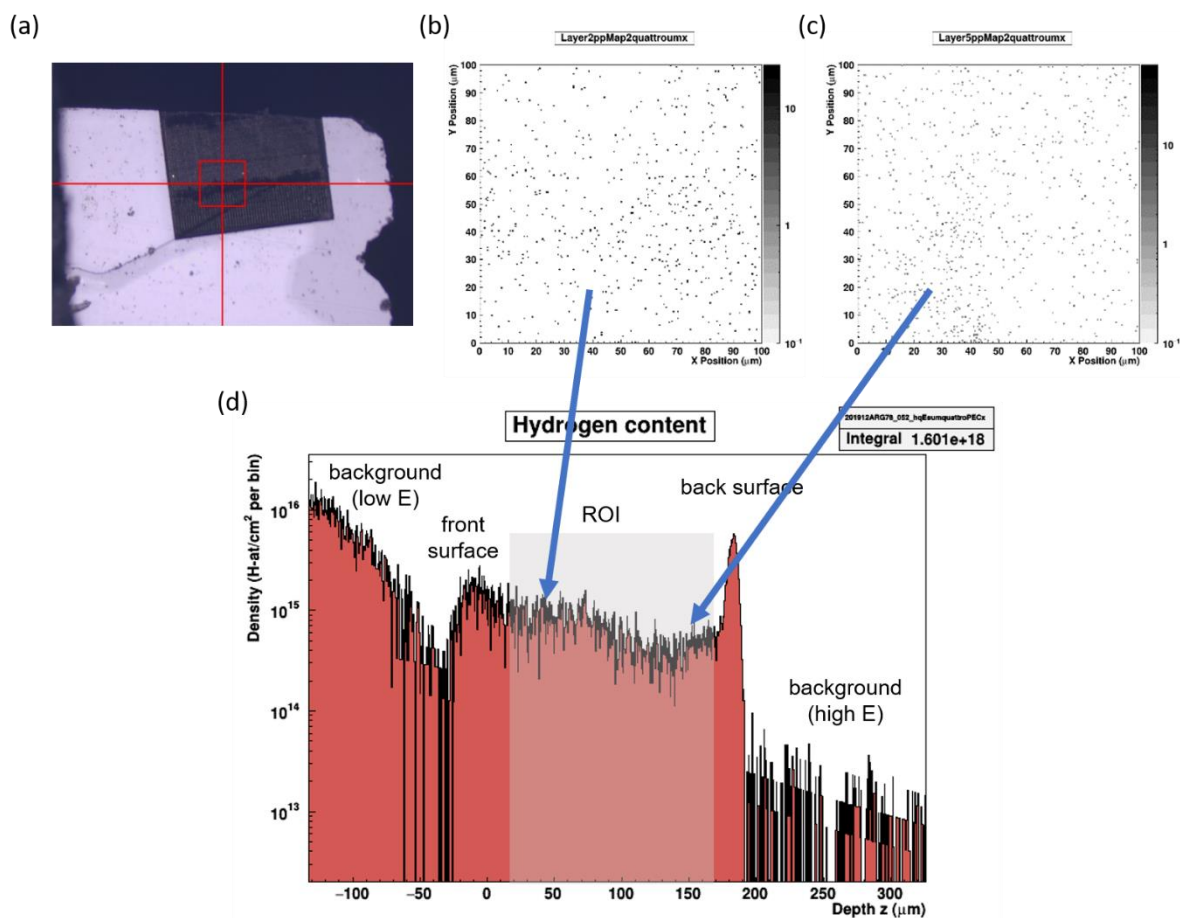 (a)
(b)
(c)
Layer2ppMap2quattroumx
Layer5ppMap2quattroumx
Y Position (μm)
100
90
80
70
60
50
40
30
20
10
0
0 10 20 30 40 50 60 70 80 90 100
X Position (μm)
10
1
10⁻¹
Y Position (μm)
100
90
80
70
60
50
40
30
20
10
0
0 10 20 30 40 50 60 70 80 90 100
X Position (μm)
10
1
10⁻¹
(d)
Hydrogen content
201912ARG79_052_hqEsumquattroPECx
Integral 1.601e+18
Density (H-at/cm² per bin)
10¹⁶
10¹⁵
10¹⁴
10¹³
background
(low E)
front
surface
ROI
back surface
background
(high E)
−100 −50 0 50 100 150 200 250 300
Depth z (μm)